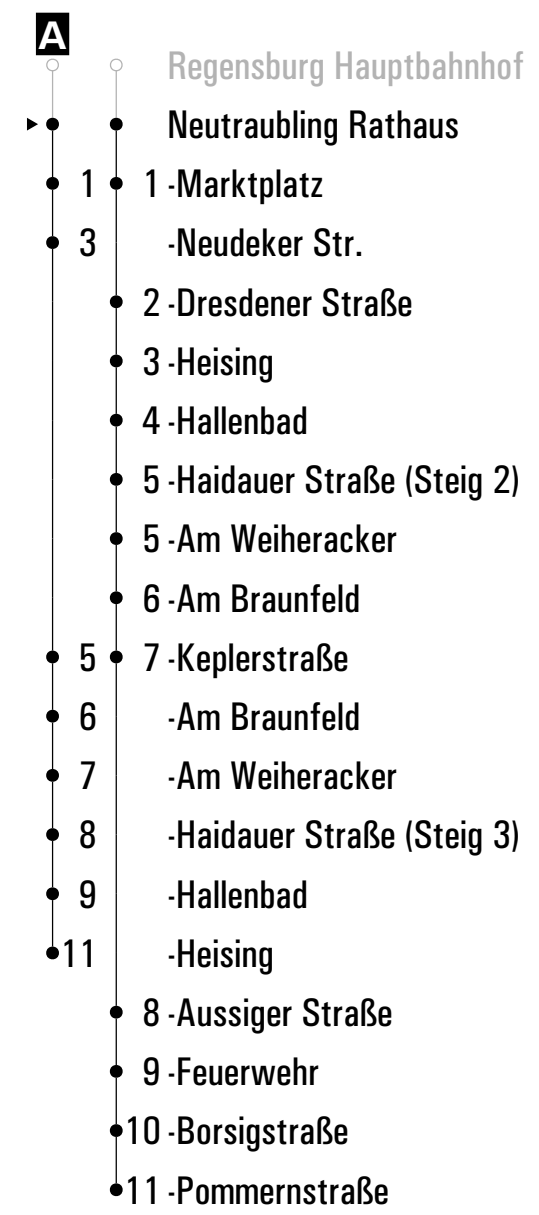 A
Regensburg Hauptbahnhof
Neutraubling Rathaus
1 1 -Marktplatz
3 -Neudeker Str.
2 -Dresdener Straße
3 -Heising
4 -Hallenbad
5 -Haidauer Straße (Steig 2)
5 -Am Weiheracker
6 -Am Braunfeld
5 7 -Keplerstraße
6 -Am Braunfeld
7 -Am Weiheracker
8 -Haidauer Straße (Steig 3)
9 -Hallenbad
11 -Heising
8 -Aussiger Straße
9 -Feuerwehr
10 -Borsigstraße
11 -Pommernstraße